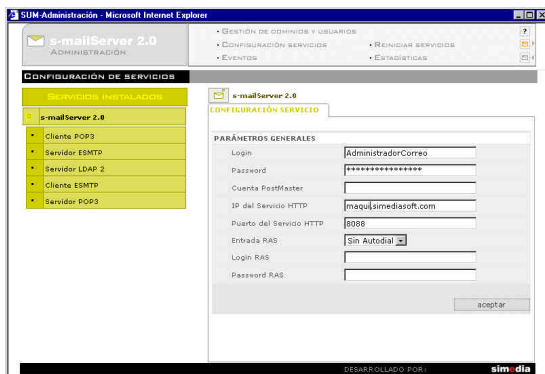 SUM-Administración - Microsoft Internet Explorer
s-mailServer 2.0
ADMINISTRACIÓN
• GESTIÓN DE DOMINIOS Y USUARIOS
• CONFIGURACIÓN SERVICIOS
• REINICIAR SERVICIOS
• EVENTOS
• ESTADÍSTICAS
?
CONFIGURACIÓN DE SERVICIOS
SERVICIOS INSTALADOS
s-mailServer 2.0
• Cliente POP3
• Servidor ESMTP
• Servidor LDAP 2
• Cliente ESMTP
• Servidor POP3
s-mailServer 2.0
CONFIGURACIÓN SERVICIO
PARÁMETROS GENERALES
Login AdministradorCorreo
Password ****************
Cuenta PostMaster
IP del Servicio HTTP maqui.simediasoft.com
Puerto del Servicio HTTP 8088
Entrada RAS Sin Autodial
Login RAS
Password RAS
aceptar
DESARROLLADO POR: simedia